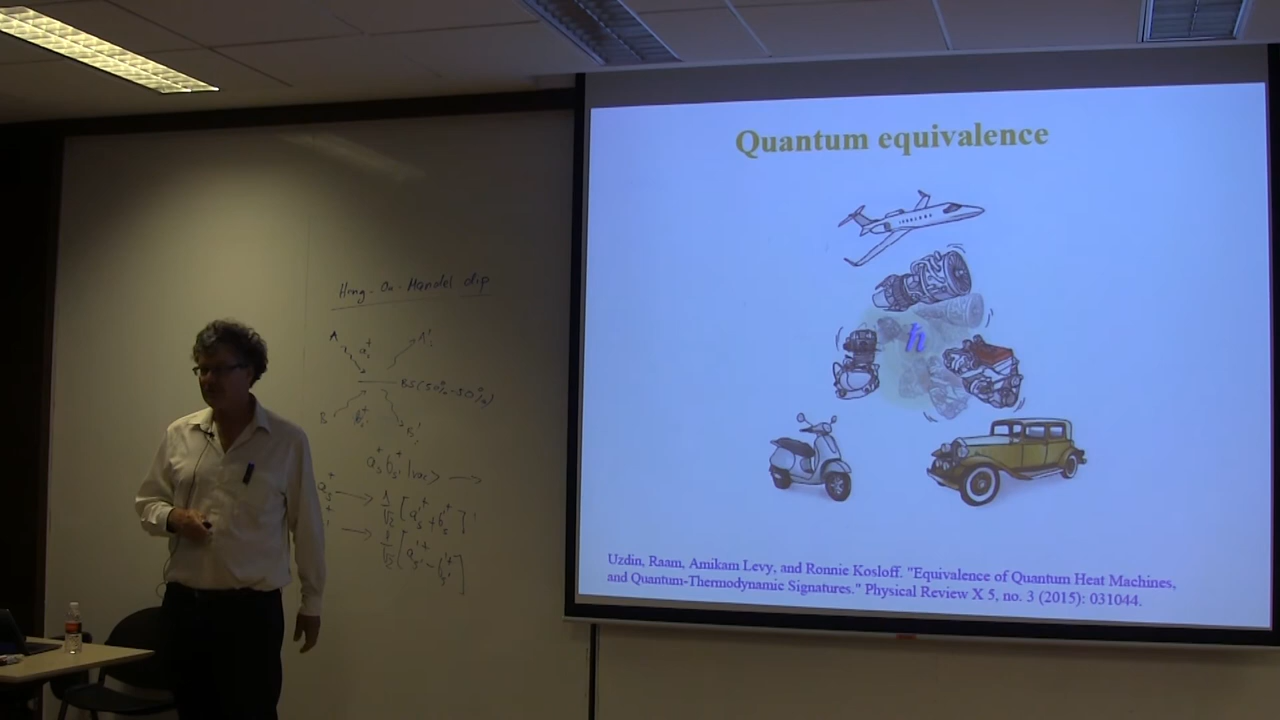 Hong-Ou-Mandel dip
A
A'
BS (50%-50%)
B
B'
Quantum equivalence
ħ
Uzdin, Raam, Amikam Levy, and Ronnie Kosloff. "Equivalence of Quantum Heat Machines,
and Quantum-Thermodynamic Signatures." Physical Review X 5, no. 3 (2015): 031044.